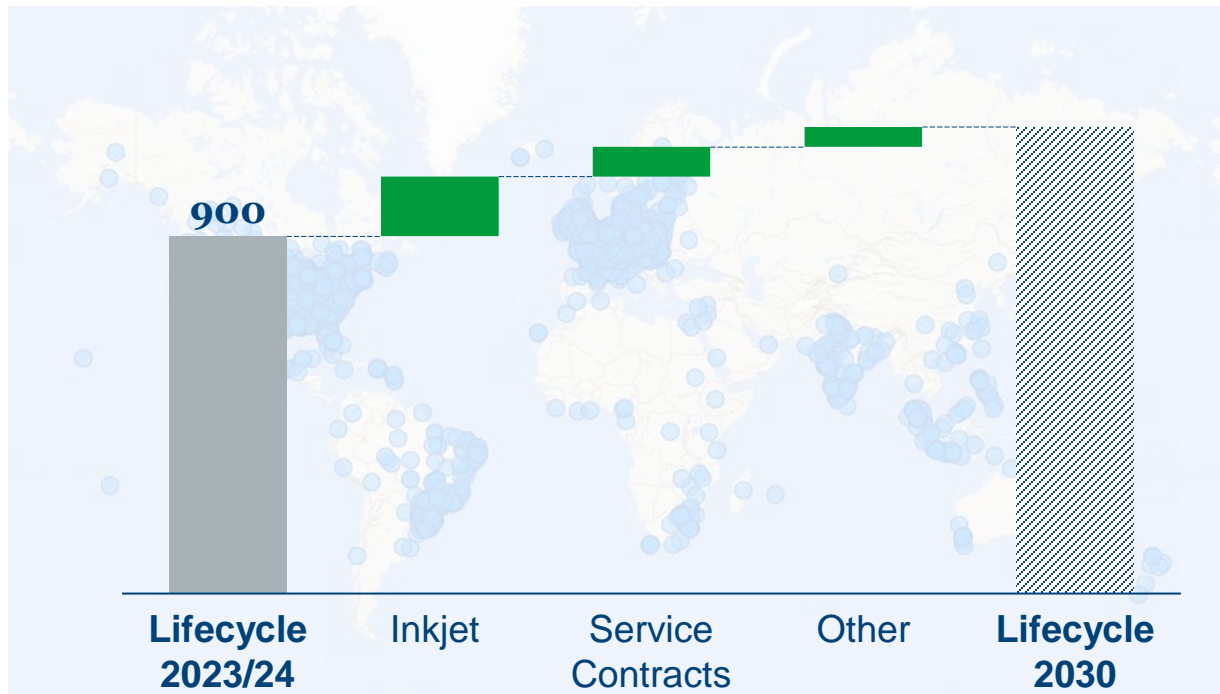 900
Lifecycle
2023/24
Inkjet
Service
Contracts
Other
Lifecycle
2030